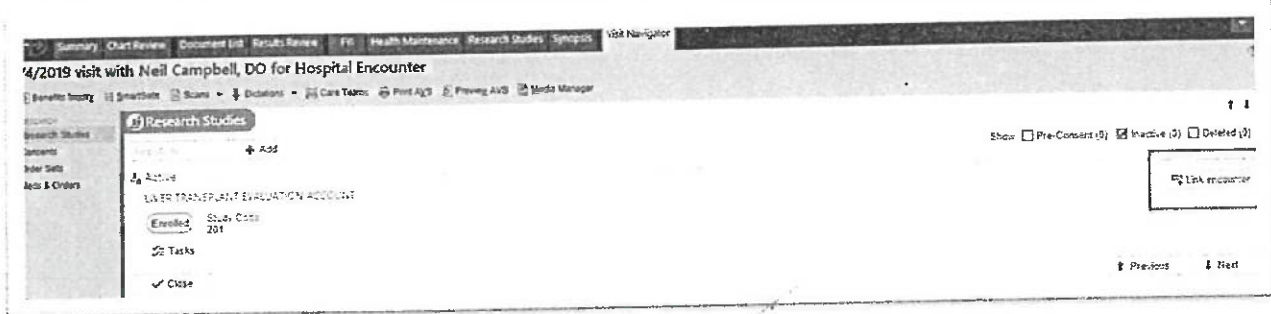 Summary Chart Review Document List Results Review FYI Health Maintenance Research Studies Synopsis Visit Navigator
/4/2019 visit with Neil Campbell, DO for Hospital Encounter
Benefits Inquiry SmartSets Scans Dictations Care Teams Print AVS Preview AVS Media Manager
Research Studies
Research Studies
Consents
Order Sets
Meds & Orders
Add
Show: Pre-Consent (0) Inactive (0) Deleted (0)
Active
Link encounter
LIVER TRANSPLANT EVALUATION ACCOUNT
Enrolled
Study Code
201
Tasks
Previous Next
Close